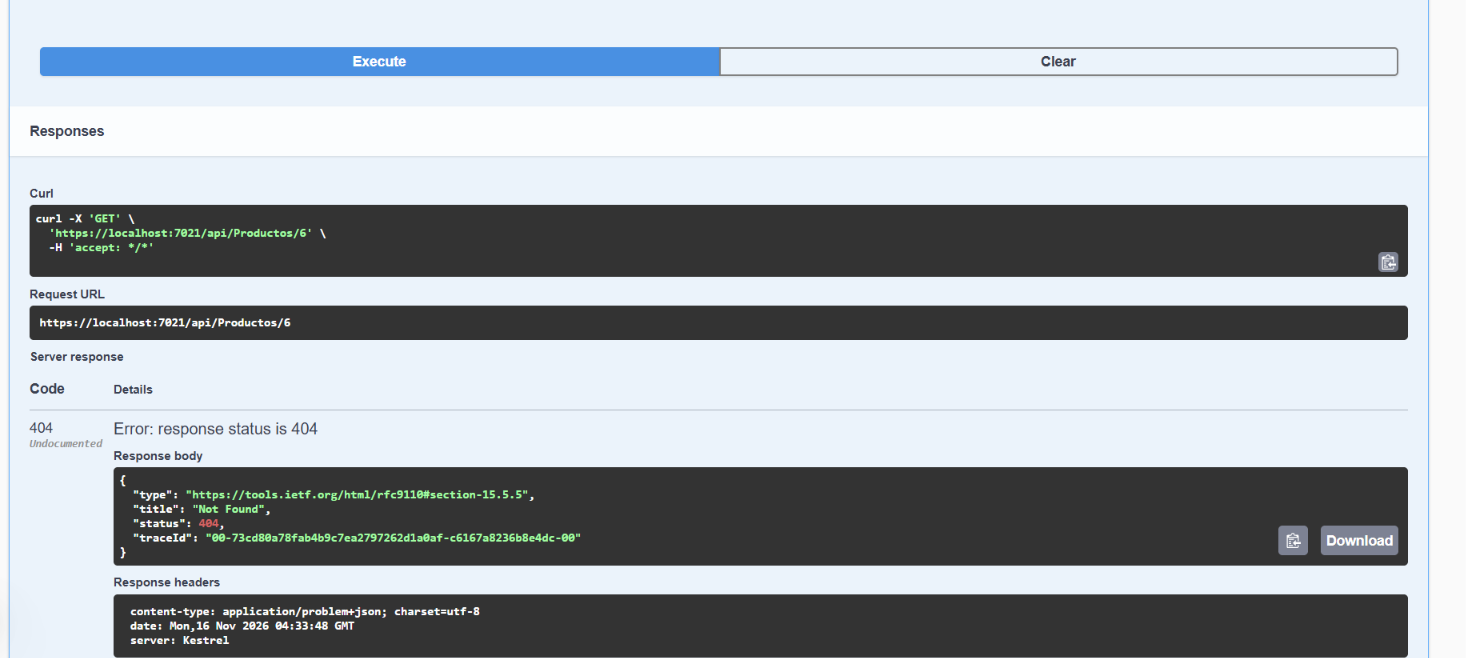 Execute
Clear
Responses
Curl
curl -X 'GET' \
'https://localhost:7021/api/Productos/6' \
-H 'accept: */*'
Request URL
https://localhost:7021/api/Productos/6
Server response
Code Details
404 Error: response status is 404
Undocumented
Response body
{
"type": "https://tools.ietf.org/html/rfc9110#section-15.5.5",
"title": "Not Found",
"status": 404,
"traceId": "00-73cd80a78fab4b9c7ea2797262d1a0af-c6167a8236b8e4dc-00"
}
Download
Response headers
content-type: application/problem+json; charset=utf-8
date: Mon,16 Nov 2026 04:33:48 GMT
server: Kestrel